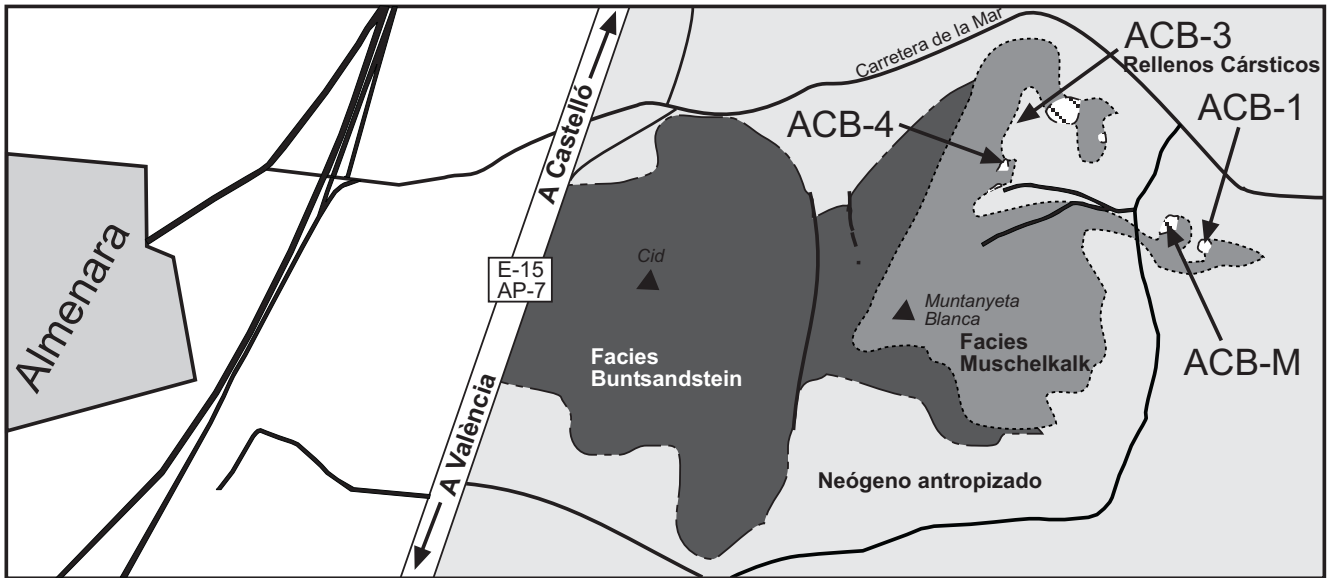 Carretera de la Mar
ACB-3
Rellenos Cársticos
ACB-1
ACB-4
A Castelló
Almenara
Cid
E-15
AP-7
Muntanyeta
Blanca
Facies
Muschelkalk
Facies
Buntsandstein
ACB-M
A València
Neógeno antropizado